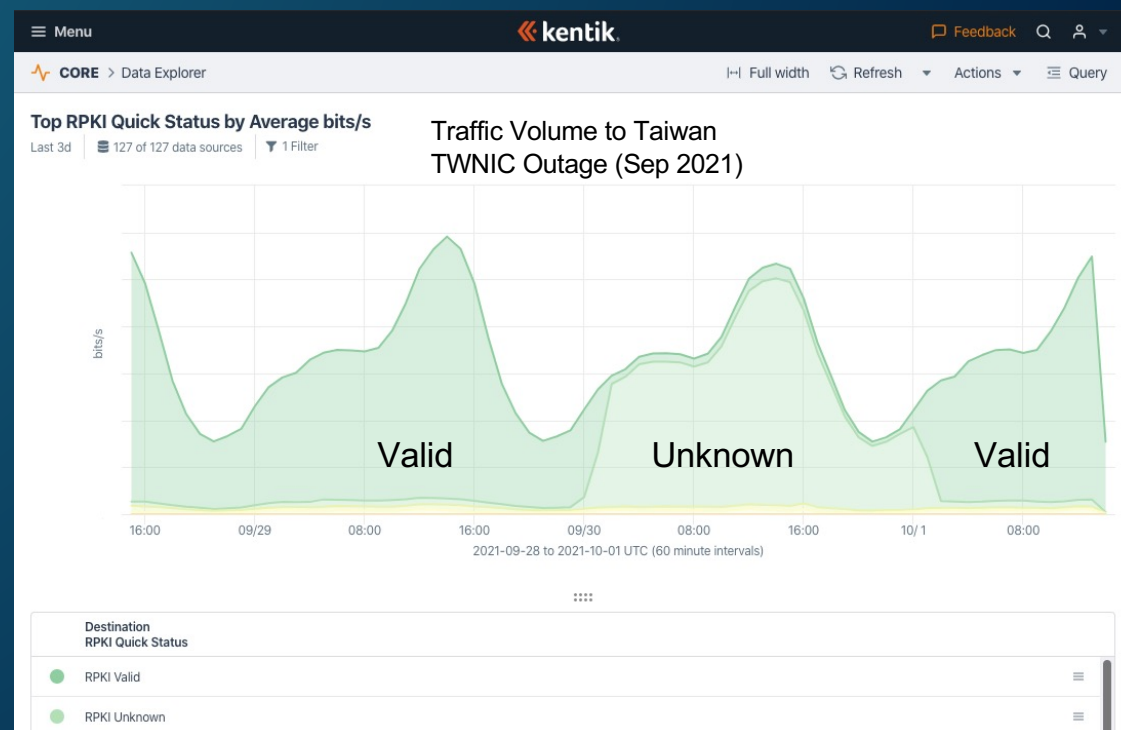 Menu
kentik.
Feedback
CORE > Data Explorer
Full width Refresh Actions Query
Top RPKI Quick Status by Average bits/s
Last 3d 127 of 127 data sources 1 Filter
Traffic Volume to Taiwan
TWNIC Outage (Sep 2021)
bits/s
Valid Unknown Valid
16:00 09/29 08:00 16:00 09/30 08:00 16:00 10/1 08:00
2021-09-28 to 2021-10-01 UTC (60 minute intervals)
Destination
RPKI Quick Status
RPKI Valid
RPKI Unknown